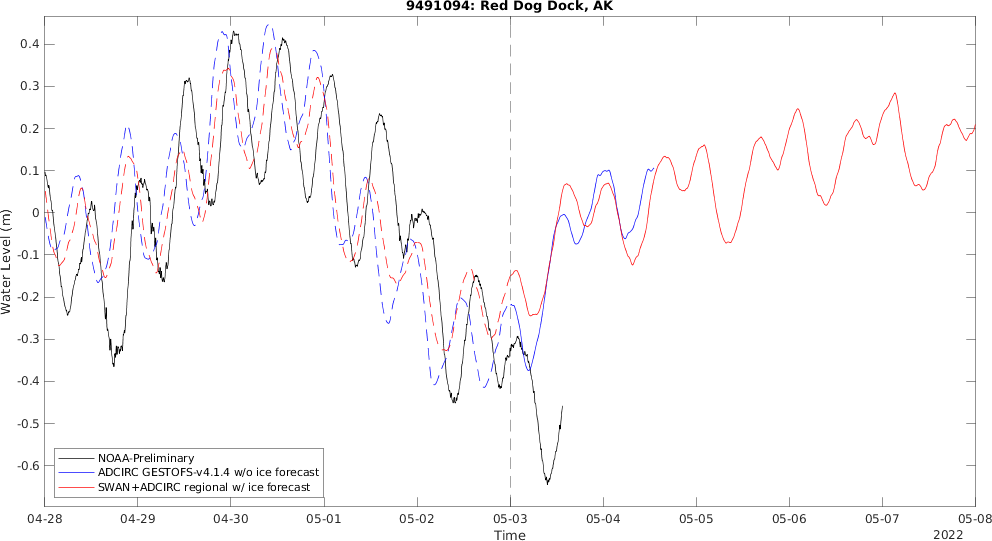 9491094: Red Dog Dock, AK
Water Level (m)
0.4
0.3
0.2
0.1
0
-0.1
-0.2
-0.3
-0.4
-0.5
-0.6
NOAA-Preliminary
ADCIRC GESTOFS-v4.1.4 w/o ice forecast
SWAN+ADCIRC regional w/ ice forecast
04-28 04-29 04-30 05-01 05-02 05-03 05-04 05-05 05-06 05-07 05-08
Time
2022